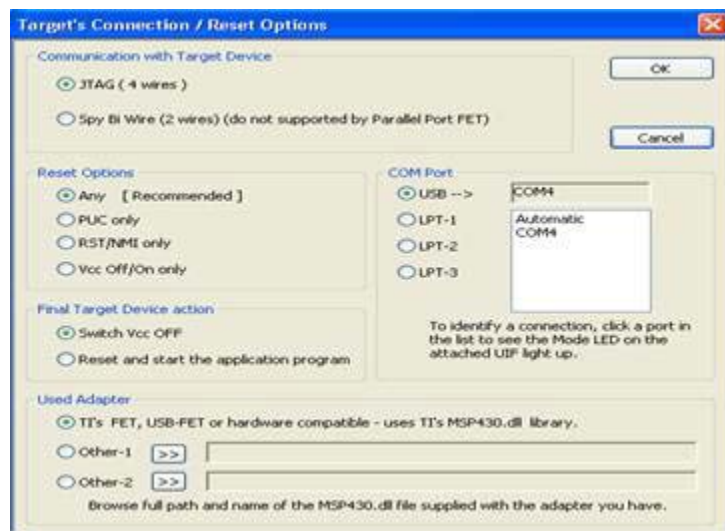 Target's Connection / Reset Options
Communication with Target Device
JTAG ( 4 wires )
Spy Bi Wire (2 wires) (do not supported by Parallel Port FET)
OK
Cancel
Reset Options
Any [ Recommended ]
PUC only
RST/NMI only
Vcc Off/On only
COM Port
USB --> COM4
LPT-1
LPT-2
LPT-3
Automatic
COM4
To identify a connection, click a port in
the list to see the Mode LED on the
attached UIF light up.
Final Target Device action
Switch Vcc OFF
Reset and start the application program
Used Adapter
TI's FET, USB-FET or hardware compatible - uses TI's MSP430.dll library.
Other-1 >>
Other-2 >>
Browse full path and name of the MSP430.dll file supplied with the adapter you have.